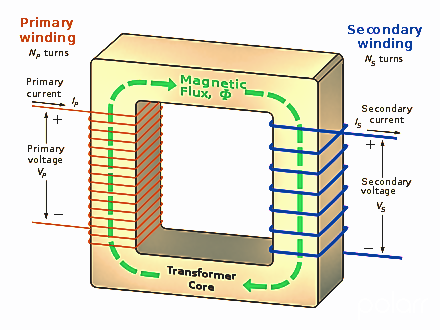 Primary
winding
NP turns
Secondary
winding
NS turns
Magnetic
Flux, Φ
Primary
current
IP
+
Primary
voltage
VP
−
Secondary
current
IS
+
Secondary
voltage
VS
−
Transformer
Core